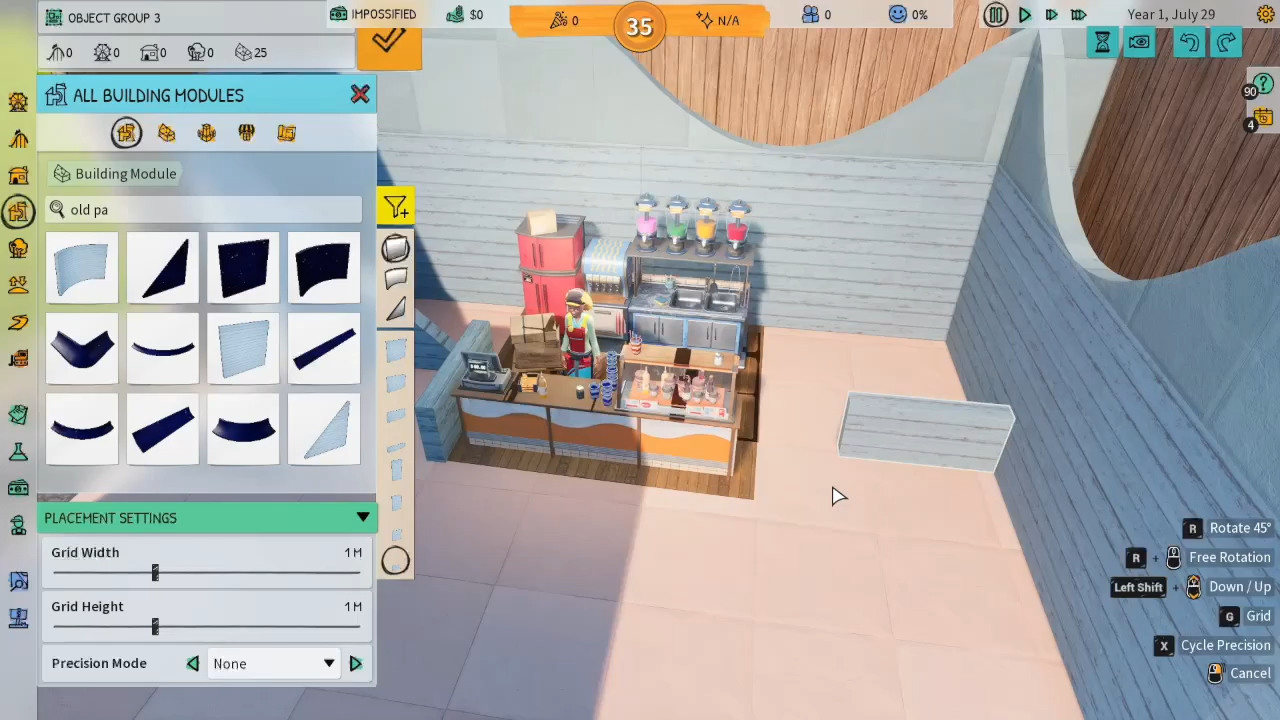 OBJECT GROUP 3
IMPOSSIFIED
$0
0
35
N/A
0
0%
Year 1, July 29
0
0
0
0
25
90
4
ALL BUILDING MODULES
Building Module
old pa
PLACEMENT SETTINGS
Grid Width
1 M
Grid Height
1 M
Precision Mode
None
R Rotate 45°
R + Free Rotation
Left Shift + Down / Up
G Grid
X Cycle Precision
Cancel